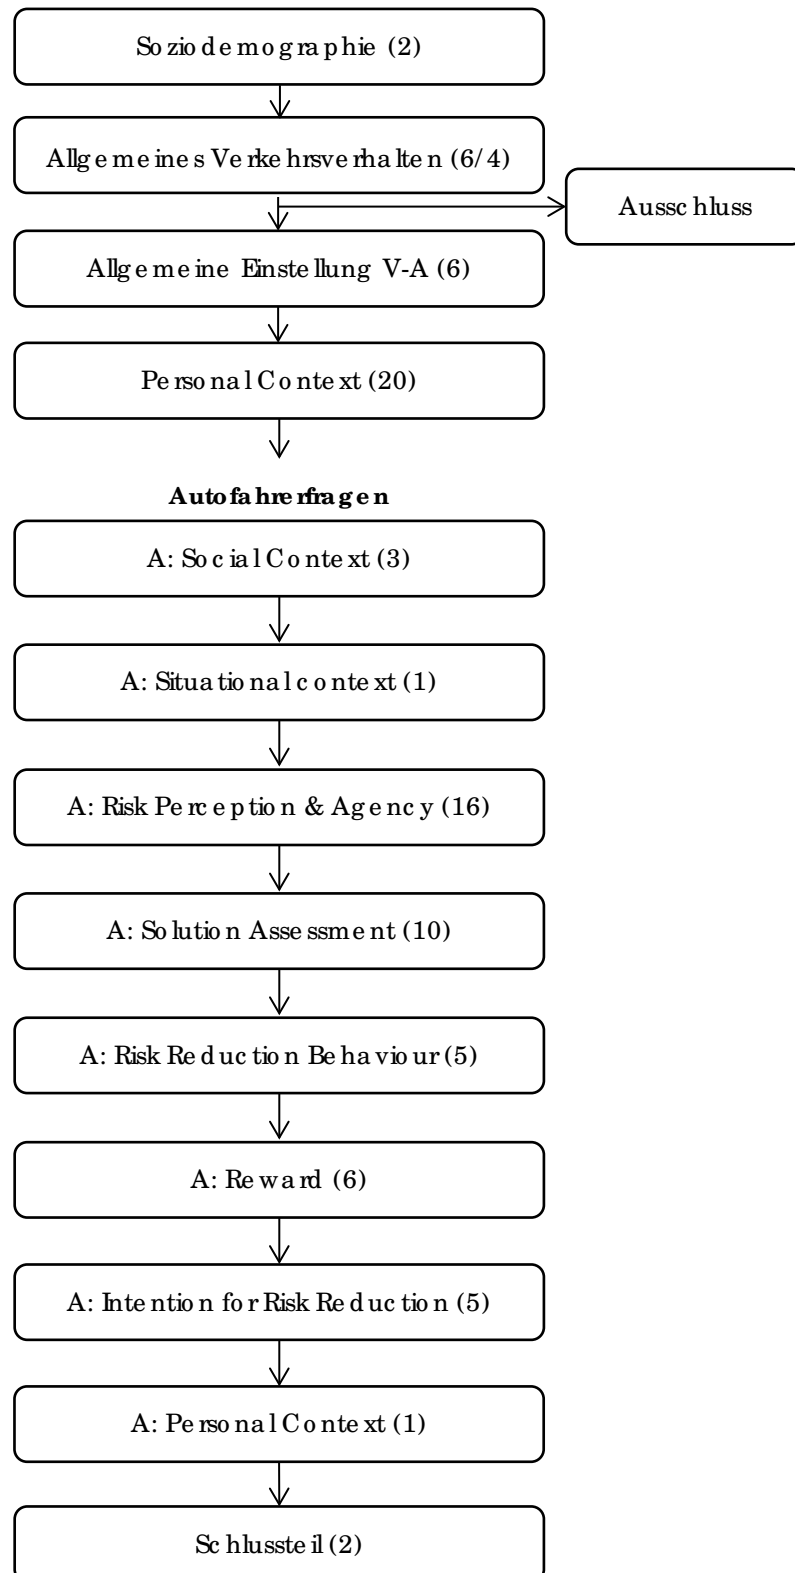 Soziodemographie (2)
Allgemeines Verkehrsverhalten (6/4)
Ausschluss
Allgemeine Einstellung V-A (6)
Personal Context (20)
Autofahrerfragen
A: Social Context (3)
A: Situational context (1)
A: Risk Perception & Agency (16)
A: Solution Assessment (10)
A: Risk Reduction Behaviour (5)
A: Reward (6)
A: Intention for Risk Reduction (5)
A: Personal Context (1)
Schlussteil (2)